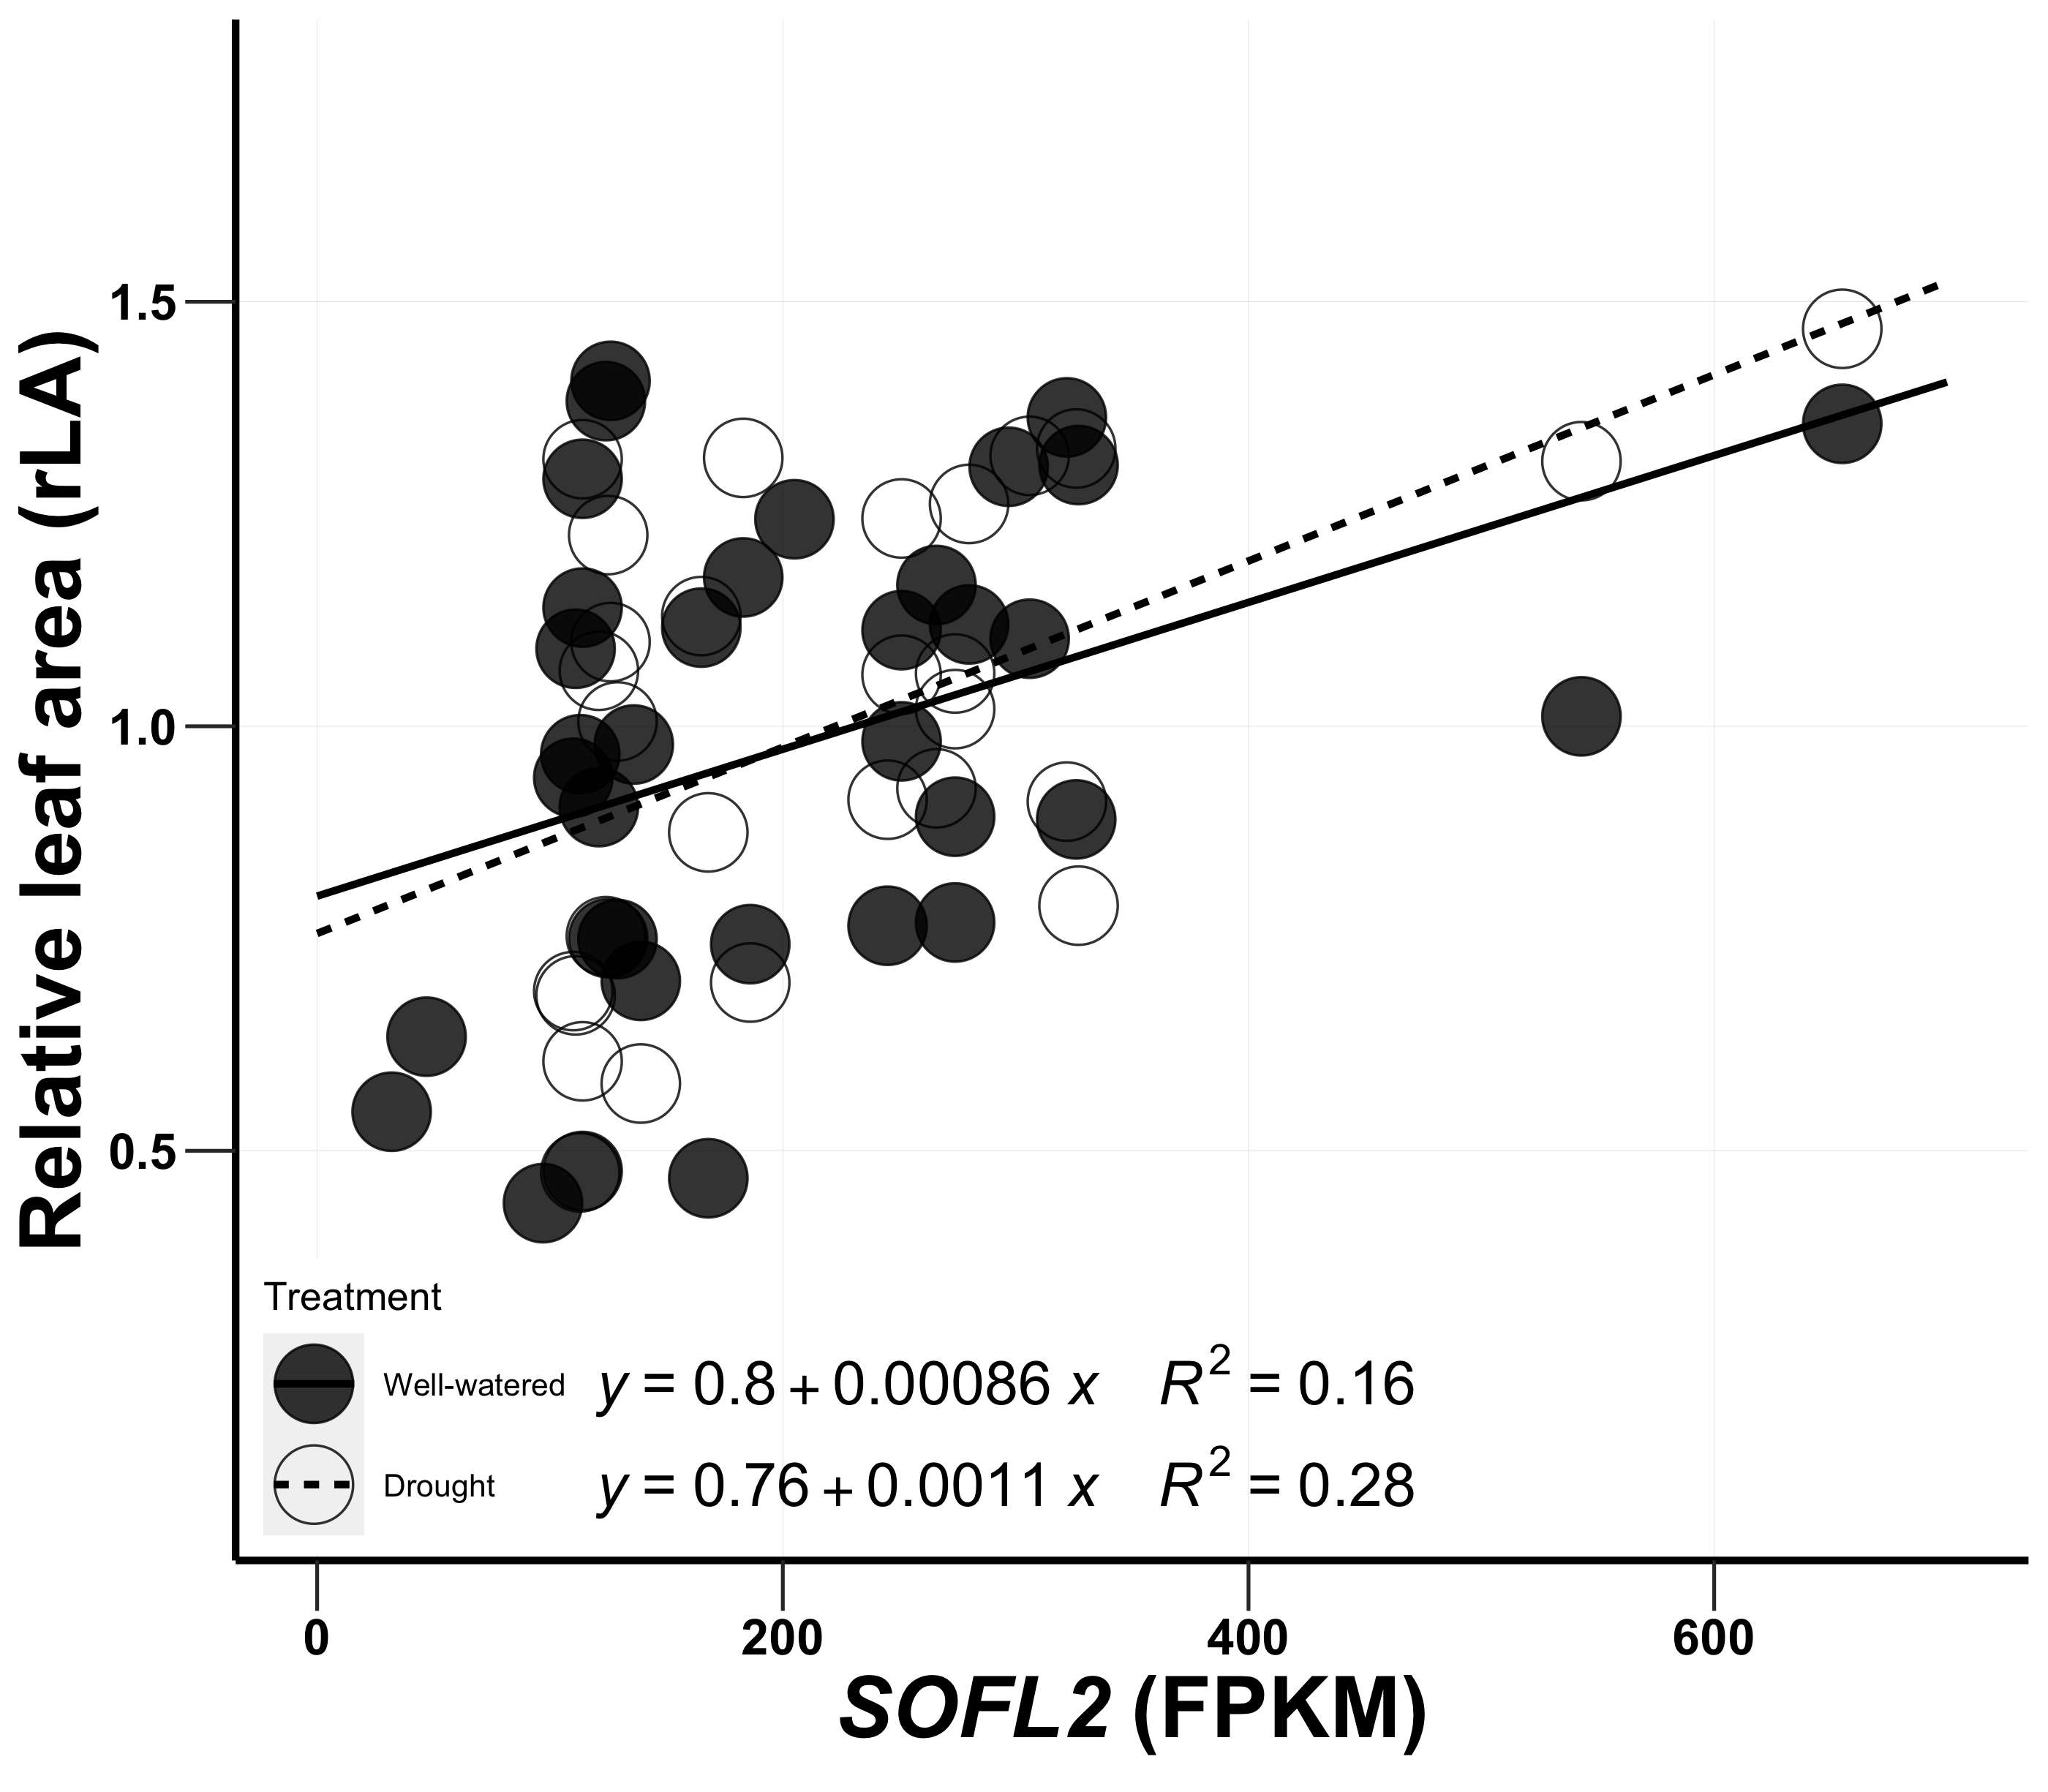 Relative leaf area (rLA)
1.5
1.0
0.5
Treatment
Well-watered y = 0.8 + 0.00086 x R² = 0.16
Drought y = 0.76 + 0.0011 x R² = 0.28
0 200 400 600
SOFL2 (FPKM)